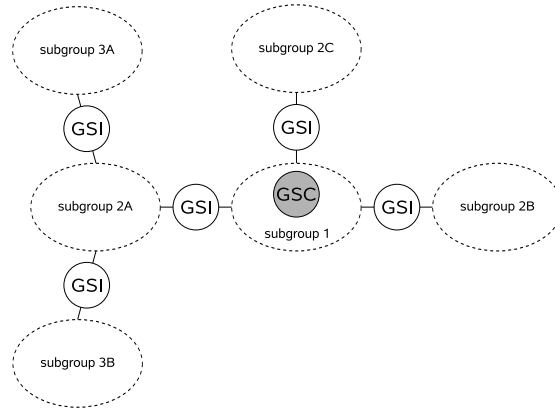 subgroup 3A
subgroup 2C
GSI
GSI
subgroup 2A
GSI
GSC
subgroup 1
GSI
subgroup 2B
GSI
subgroup 3B